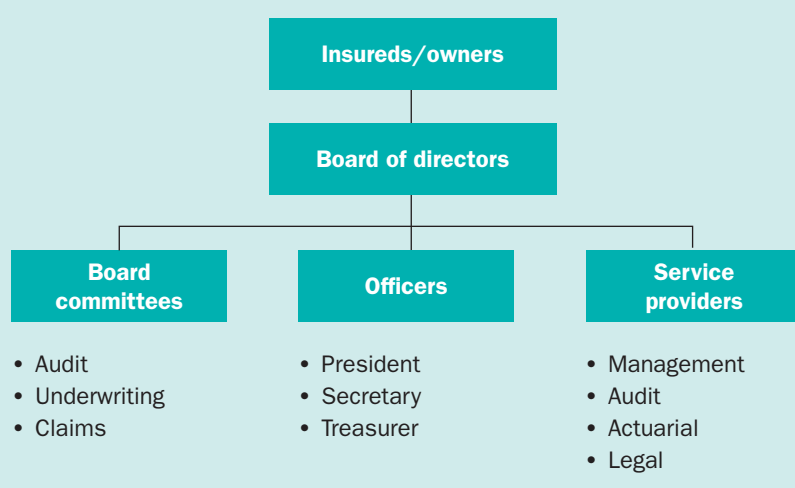 Insureds/owners
Board of directors
Board
committees
• Audit
• Underwriting
• Claims
Officers
• President
• Secretary
• Treasurer
Service
providers
• Management
• Audit
• Actuarial
• Legal